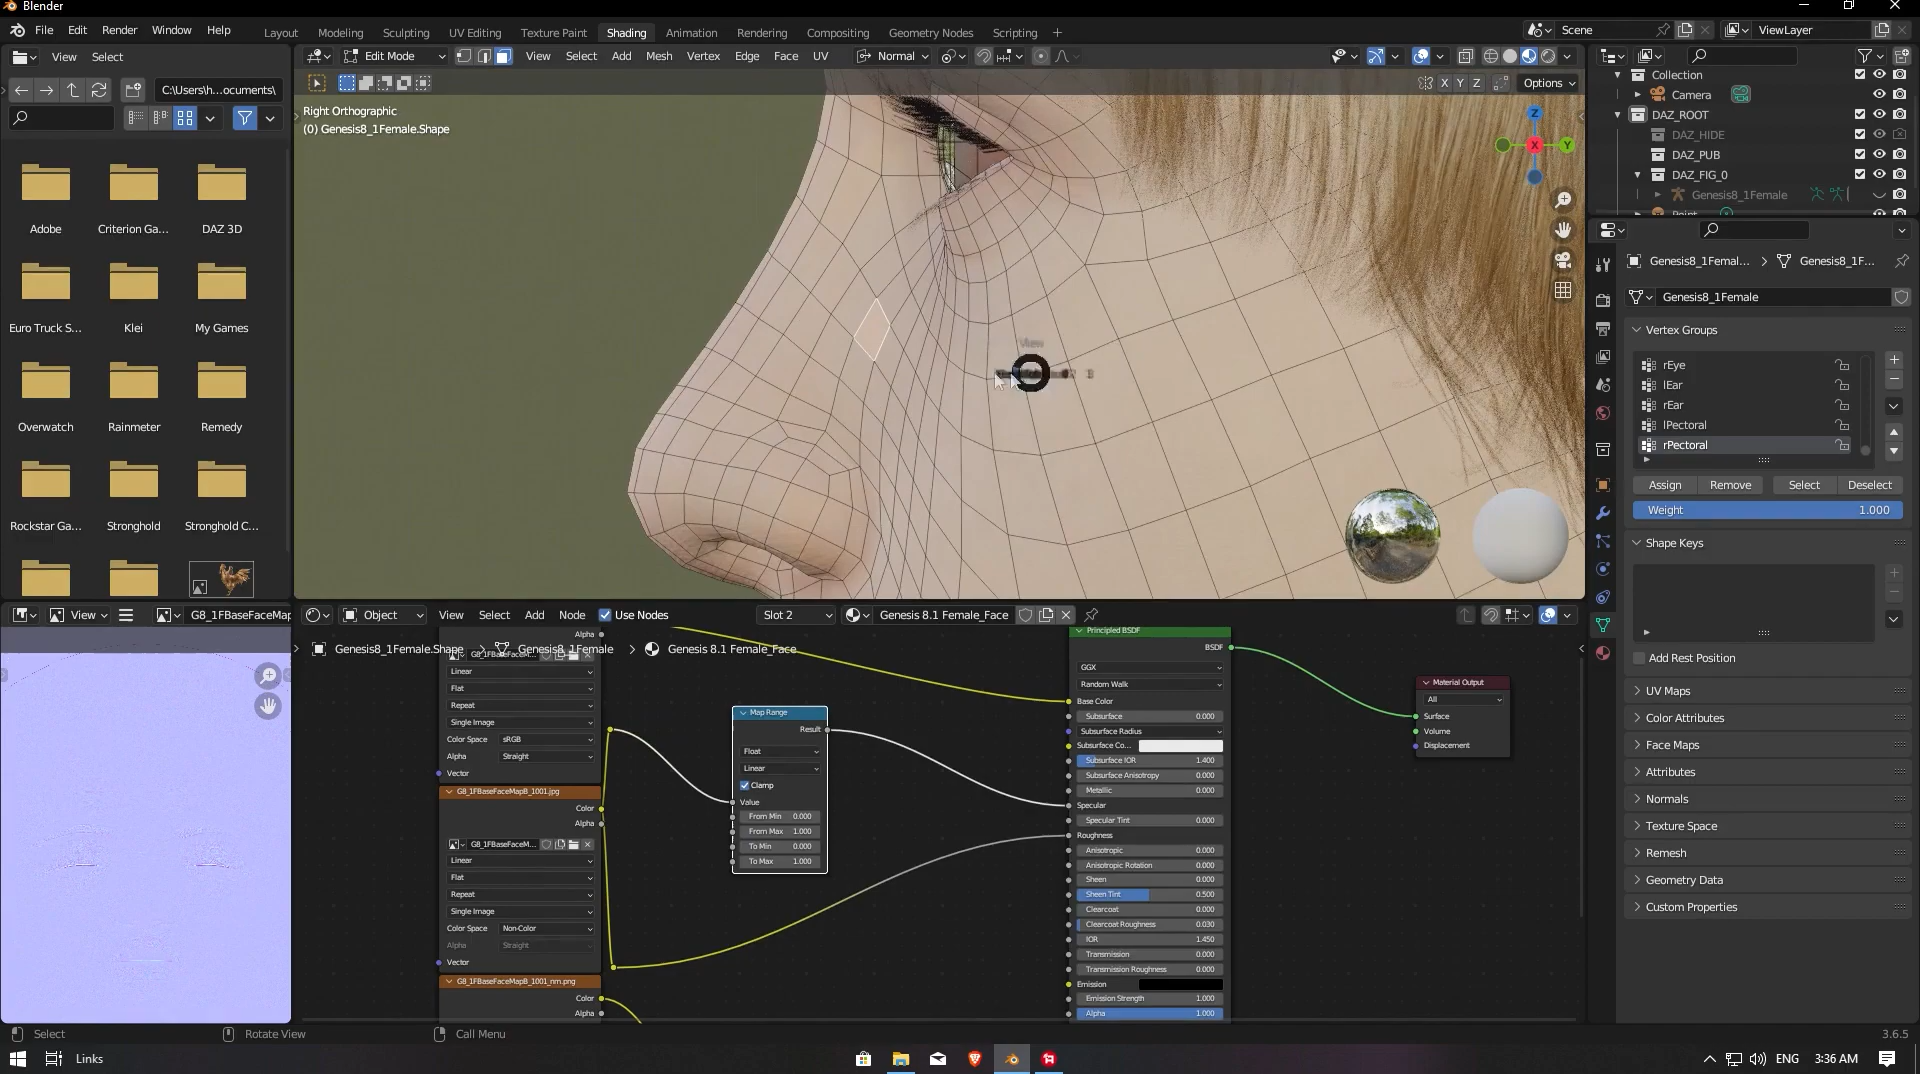 Blender
File Edit Render Window Help Layout Modeling Sculpting UV Editing Texture Paint Shading Animation Rendering Compositing Geometry Nodes Scripting + Scene ViewLayer
View Select Edit Mode View Select Add Mesh Vertex Edge Face UV Normal
C:\Users\h...ocuments\ X Y Z Options
Right Orthographic
(0) Genesis8_1Female.Shape
Z
X Y
Collection
Camera
DAZ_ROOT
DAZ_HIDE
DAZ_PUB
DAZ_FIG_0
Genesis8_1Female
Adobe Criterion Ga... DAZ 3D
Euro Truck S... Klei My Games
Overwatch Rainmeter Remedy
Rockstar Ga... Stronghold Stronghold C...
View
Genesis8_1Femal... > Genesis8_1F...
Genesis8_1Female
Vertex Groups
rEye
lEar
rEar
lPectoral
rPectoral
Assign Remove Select Deselect
Weight 1.000
Shape Keys
Add Rest Position
UV Maps
Color Attributes
Face Maps
Attributes
Normals
Texture Space
Remesh
Geometry Data
Custom Properties
View G8_1FBaseFaceMap
Object View Select Add Node Use Nodes Slot 2 Genesis 8.1 Female_Face
Genesis8_1Female.Shape > Genesis8_1Female > Genesis 8.1 Female_Face
Alpha
G8_1FBaseFaceM...
Linear
Flat
Repeat
Single Image
Color Space sRGB
Alpha Straight
Vector
G8_1FBaseFaceMapB_1001.jpg
Color
Alpha
G8_1FBaseFaceM...
Linear
Flat
Repeat
Single Image
Color Space Non-Color
Alpha Straight
Vector
G8_1FBaseFaceMapB_1001_nm.png
Color
Alpha
Map Range
Result
Float
Linear
Clamp
Value
From Min 0.000
From Max 1.000
To Min 0.000
To Max 1.000
Principled BSDF
BSDF
GGX
Random Walk
Base Color
Subsurface 0.000
Subsurface Radius
Subsurface Co...
Subsurface IOR 1.400
Subsurface Anisotropy 0.000
Metallic 0.000
Specular
Specular Tint 0.000
Roughness
Anisotropic 0.000
Anisotropic Rotation 0.000
Sheen 0.000
Sheen Tint 0.500
Clearcoat 0.000
Clearcoat Roughness 0.030
IOR 1.450
Transmission 0.000
Transmission Roughness 0.000
Emission
Emission Strength 1.000
Alpha 1.000
Material Output
All
Surface
Volume
Displacement
Select Rotate View Call Menu 3.6.5
Links ENG 3:36 AM